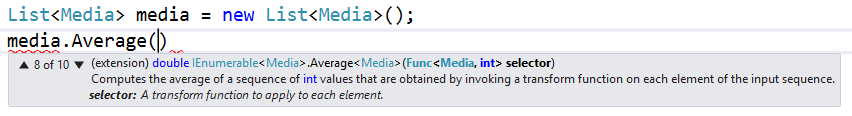 List<Media> media = new List<Media>();
media.Average()
▲ 8 of 10 ▼ (extension) double IEnumerable<Media>.Average<Media>(Func<Media, int> selector)
Computes the average of a sequence of int values that are obtained by invoking a transform function on each element of the input sequence.
selector: A transform function to apply to each element.